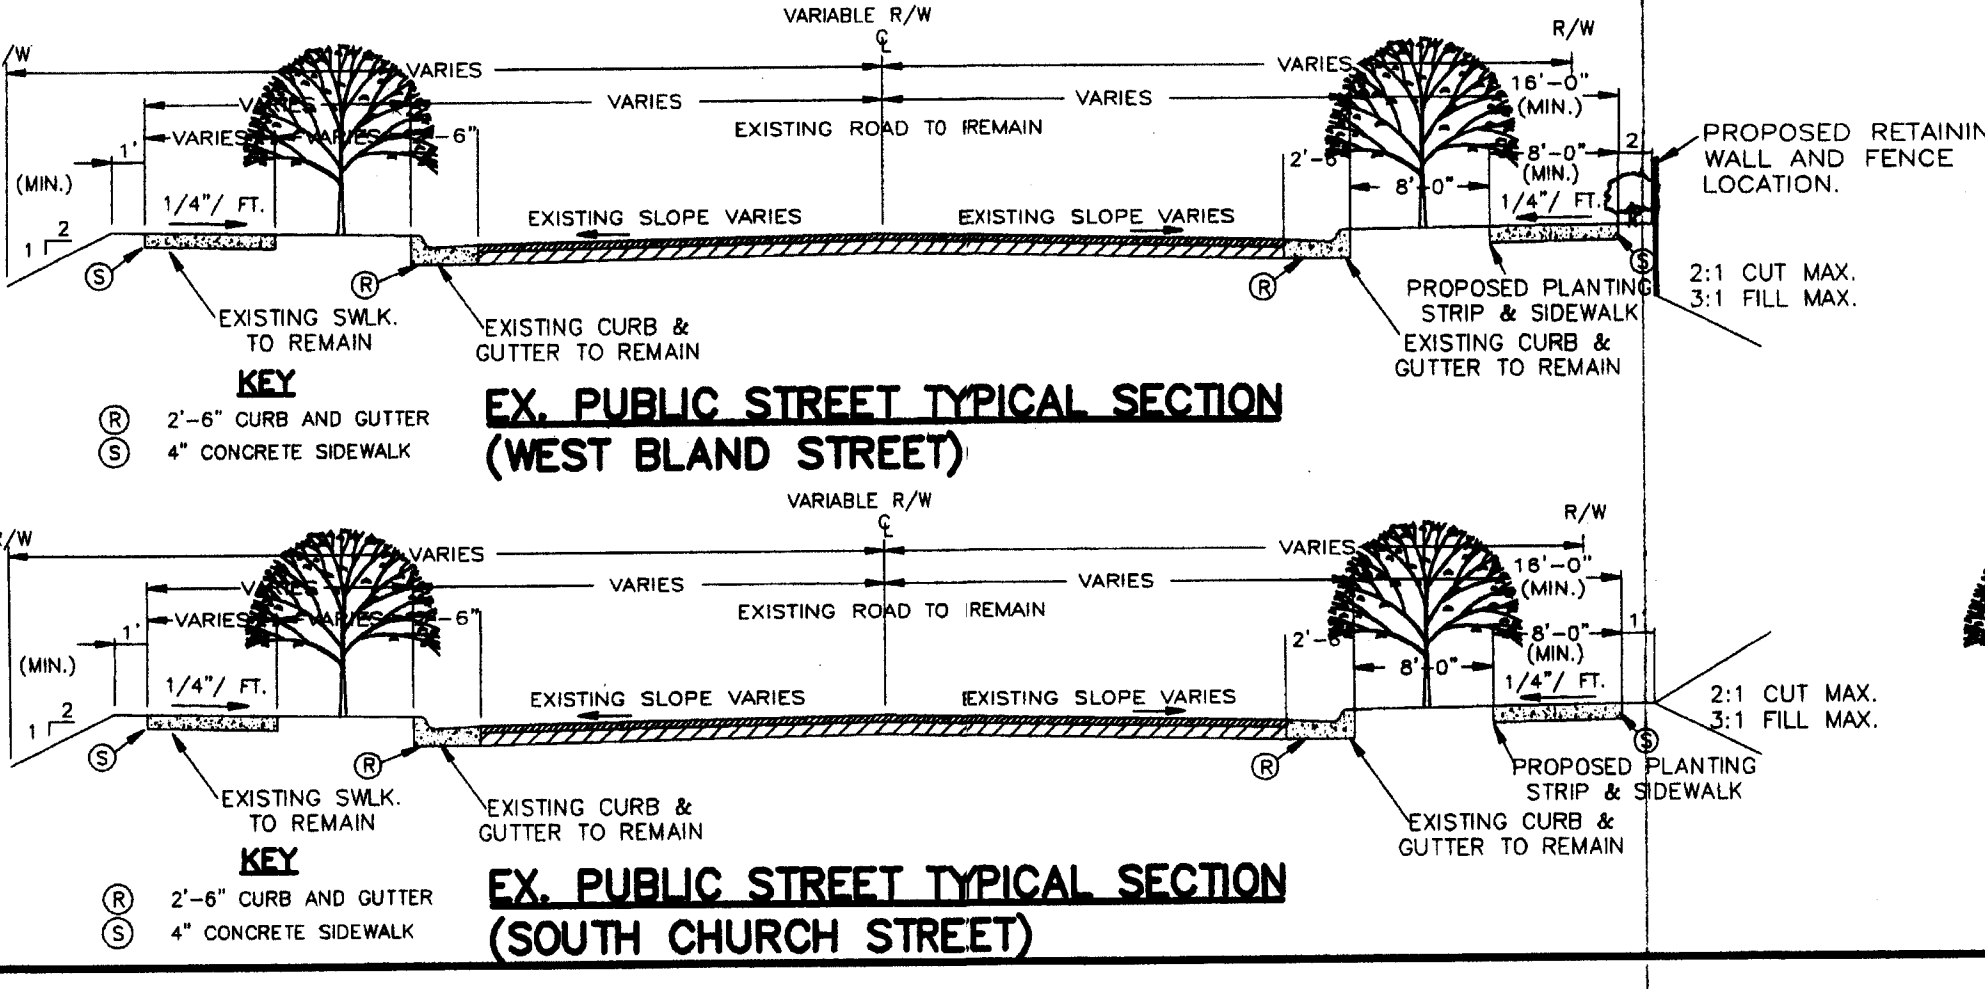 VARIABLE R/W
℄
/W
R/W
VARIES
VARIES
VARIES
VARIES
16'-0"
(MIN.)
EXISTING ROAD TO REMAIN
VARIES
VARIES
-6"
1'
(MIN.)
2'-6
8'-0"
8'-0"
(MIN.)
2
PROPOSED RETAININ
WALL AND FENCE
LOCATION.
1/4"/ FT.
EXISTING SLOPE VARIES
EXISTING SLOPE VARIES
1/4"/ FT.
1
2
S
R
R
S
2:1 CUT MAX.
3:1 FILL MAX.
EXISTING SWLK.
TO REMAIN
EXISTING CURB &
GUTTER TO REMAIN
PROPOSED PLANTING
STRIP & SIDEWALK
EXISTING CURB &
GUTTER TO REMAIN
KEY
R 2'-6" CURB AND GUTTER
S 4" CONCRETE SIDEWALK
EX. PUBLIC STREET TYPICAL SECTION
(WEST BLAND STREET)
VARIABLE R/W
℄
R/W
R/W
VARIES
VARIES
VARIES
VARIES
16'-0"
(MIN.)
EXISTING ROAD TO REMAIN
VARIES
VARIES
-6"
1'
(MIN.)
2'-6
8'-0"
8'-0"
(MIN.)
1'
1/4"/ FT.
EXISTING SLOPE VARIES
EXISTING SLOPE VARIES
1/4"/ FT.
1
2
S
R
R
S
2:1 CUT MAX.
3:1 FILL MAX.
EXISTING SWLK.
TO REMAIN
EXISTING CURB &
GUTTER TO REMAIN
PROPOSED PLANTING
STRIP & SIDEWALK
EXISTING CURB &
GUTTER TO REMAIN
KEY
R 2'-6" CURB AND GUTTER
S 4" CONCRETE SIDEWALK
EX. PUBLIC STREET TYPICAL SECTION
(SOUTH CHURCH STREET)